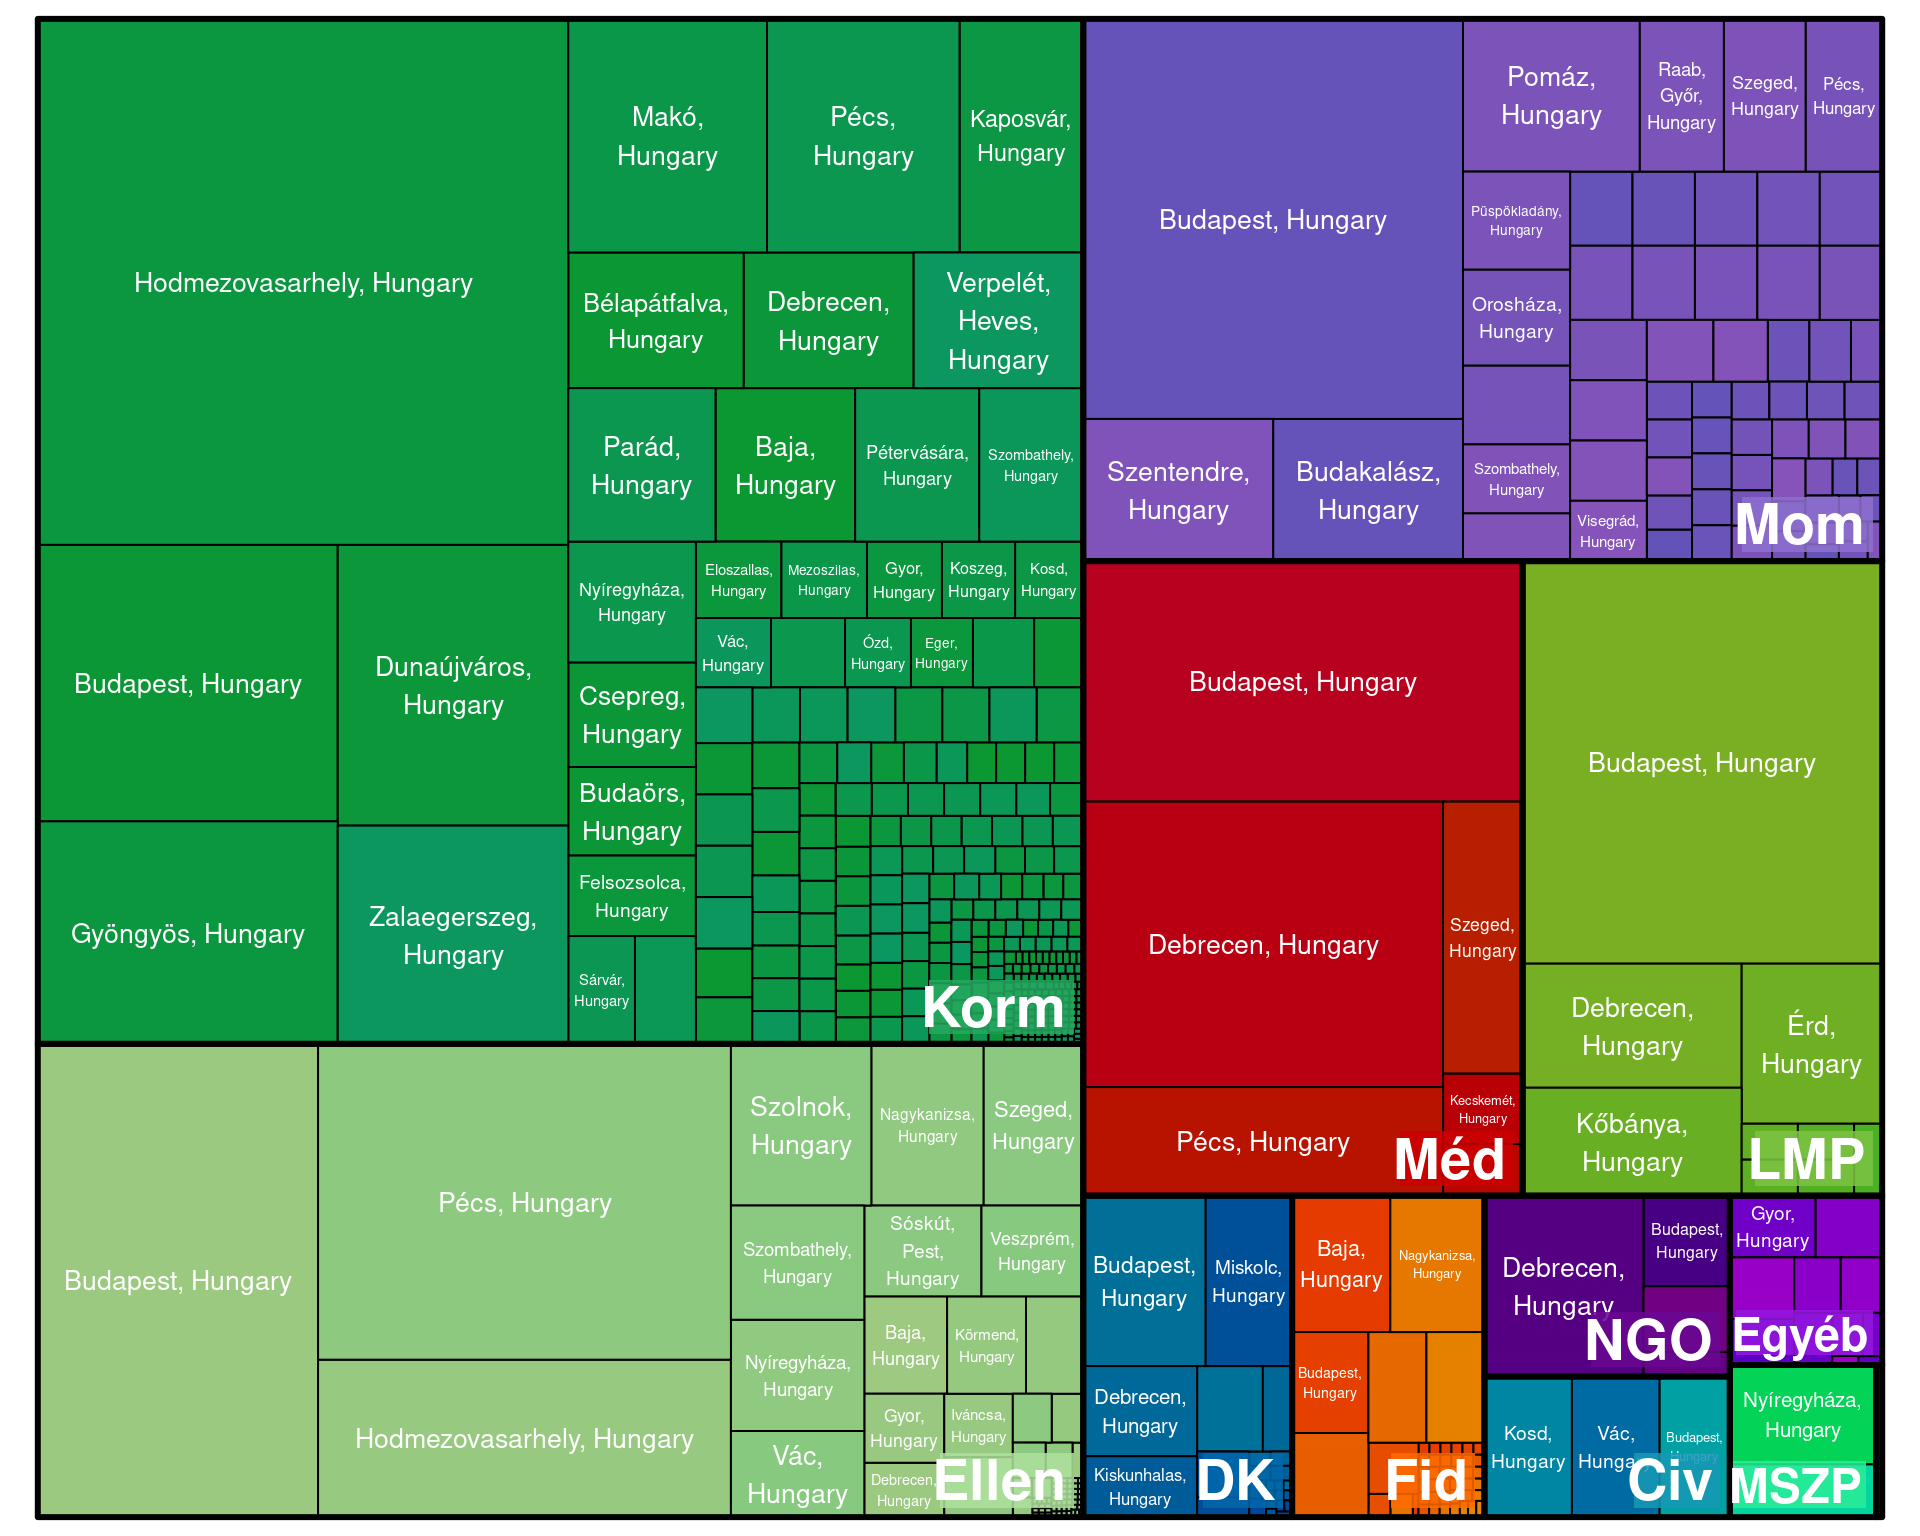 Hodmezovasarhely, Hungary
Makó,
Hungary
Pécs,
Hungary
Kaposvár,
Hungary
Bélapátfalva,
Hungary
Debrecen,
Hungary
Verpelét,
Heves,
Hungary
Parád,
Hungary
Baja,
Hungary
Pétervására,
Hungary
Szombathely,
Hungary
Budapest, Hungary
Dunaújváros,
Hungary
Gyöngyös, Hungary
Zalaegerszeg,
Hungary
Nyíregyháza,
Hungary
Eloszallas,
Hungary
Mezoszilas,
Hungary
Gyor,
Hungary
Koszeg,
Hungary
Kosd,
Hungary
Vác,
Hungary
Ózd,
Hungary
Eger,
Hungary
Csepreg,
Hungary
Budaörs,
Hungary
Felsozsolca,
Hungary
Sárvár,
Hungary
Korm
Budapest, Hungary
Pomáz,
Hungary
Raab,
Győr,
Hungary
Szeged,
Hungary
Pécs,
Hungary
Püspökladány,
Hungary
Orosháza,
Hungary
Szentendre,
Hungary
Budakalász,
Hungary
Szombathely,
Hungary
Visegrád,
Hungary
Mom
Budapest, Hungary
Debrecen, Hungary
Szeged,
Hungary
Kecskemét,
Hungary
Pécs, Hungary
Méd
Budapest, Hungary
Debrecen,
Hungary
Érd,
Hungary
Kőbánya,
Hungary
LMP
Budapest, Hungary
Pécs, Hungary
Hodmezovasarhely, Hungary
Szolnok,
Hungary
Nagykanizsa,
Hungary
Szeged,
Hungary
Szombathely,
Hungary
Sóskút,
Pest,
Hungary
Veszprém,
Hungary
Nyíregyháza,
Hungary
Baja,
Hungary
Körmend,
Hungary
Gyor,
Hungary
Iváncsa,
Hungary
Vác,
Hungary
Debrecen,
Hungary
Ellen
Budapest,
Hungary
Miskolc,
Hungary
Debrecen,
Hungary
Kiskunhalas,
Hungary
DK
Baja,
Hungary
Nagykanizsa,
Hungary
Budapest,
Hungary
Fid
Debrecen,
Hungary
Budapest,
Hungary
NGO
Gyor,
Hungary
Egyéb
Kosd,
Hungary
Vác,
Hungary
Budapest,
Hungary
Civ
Nyíregyháza,
Hungary
MSZP